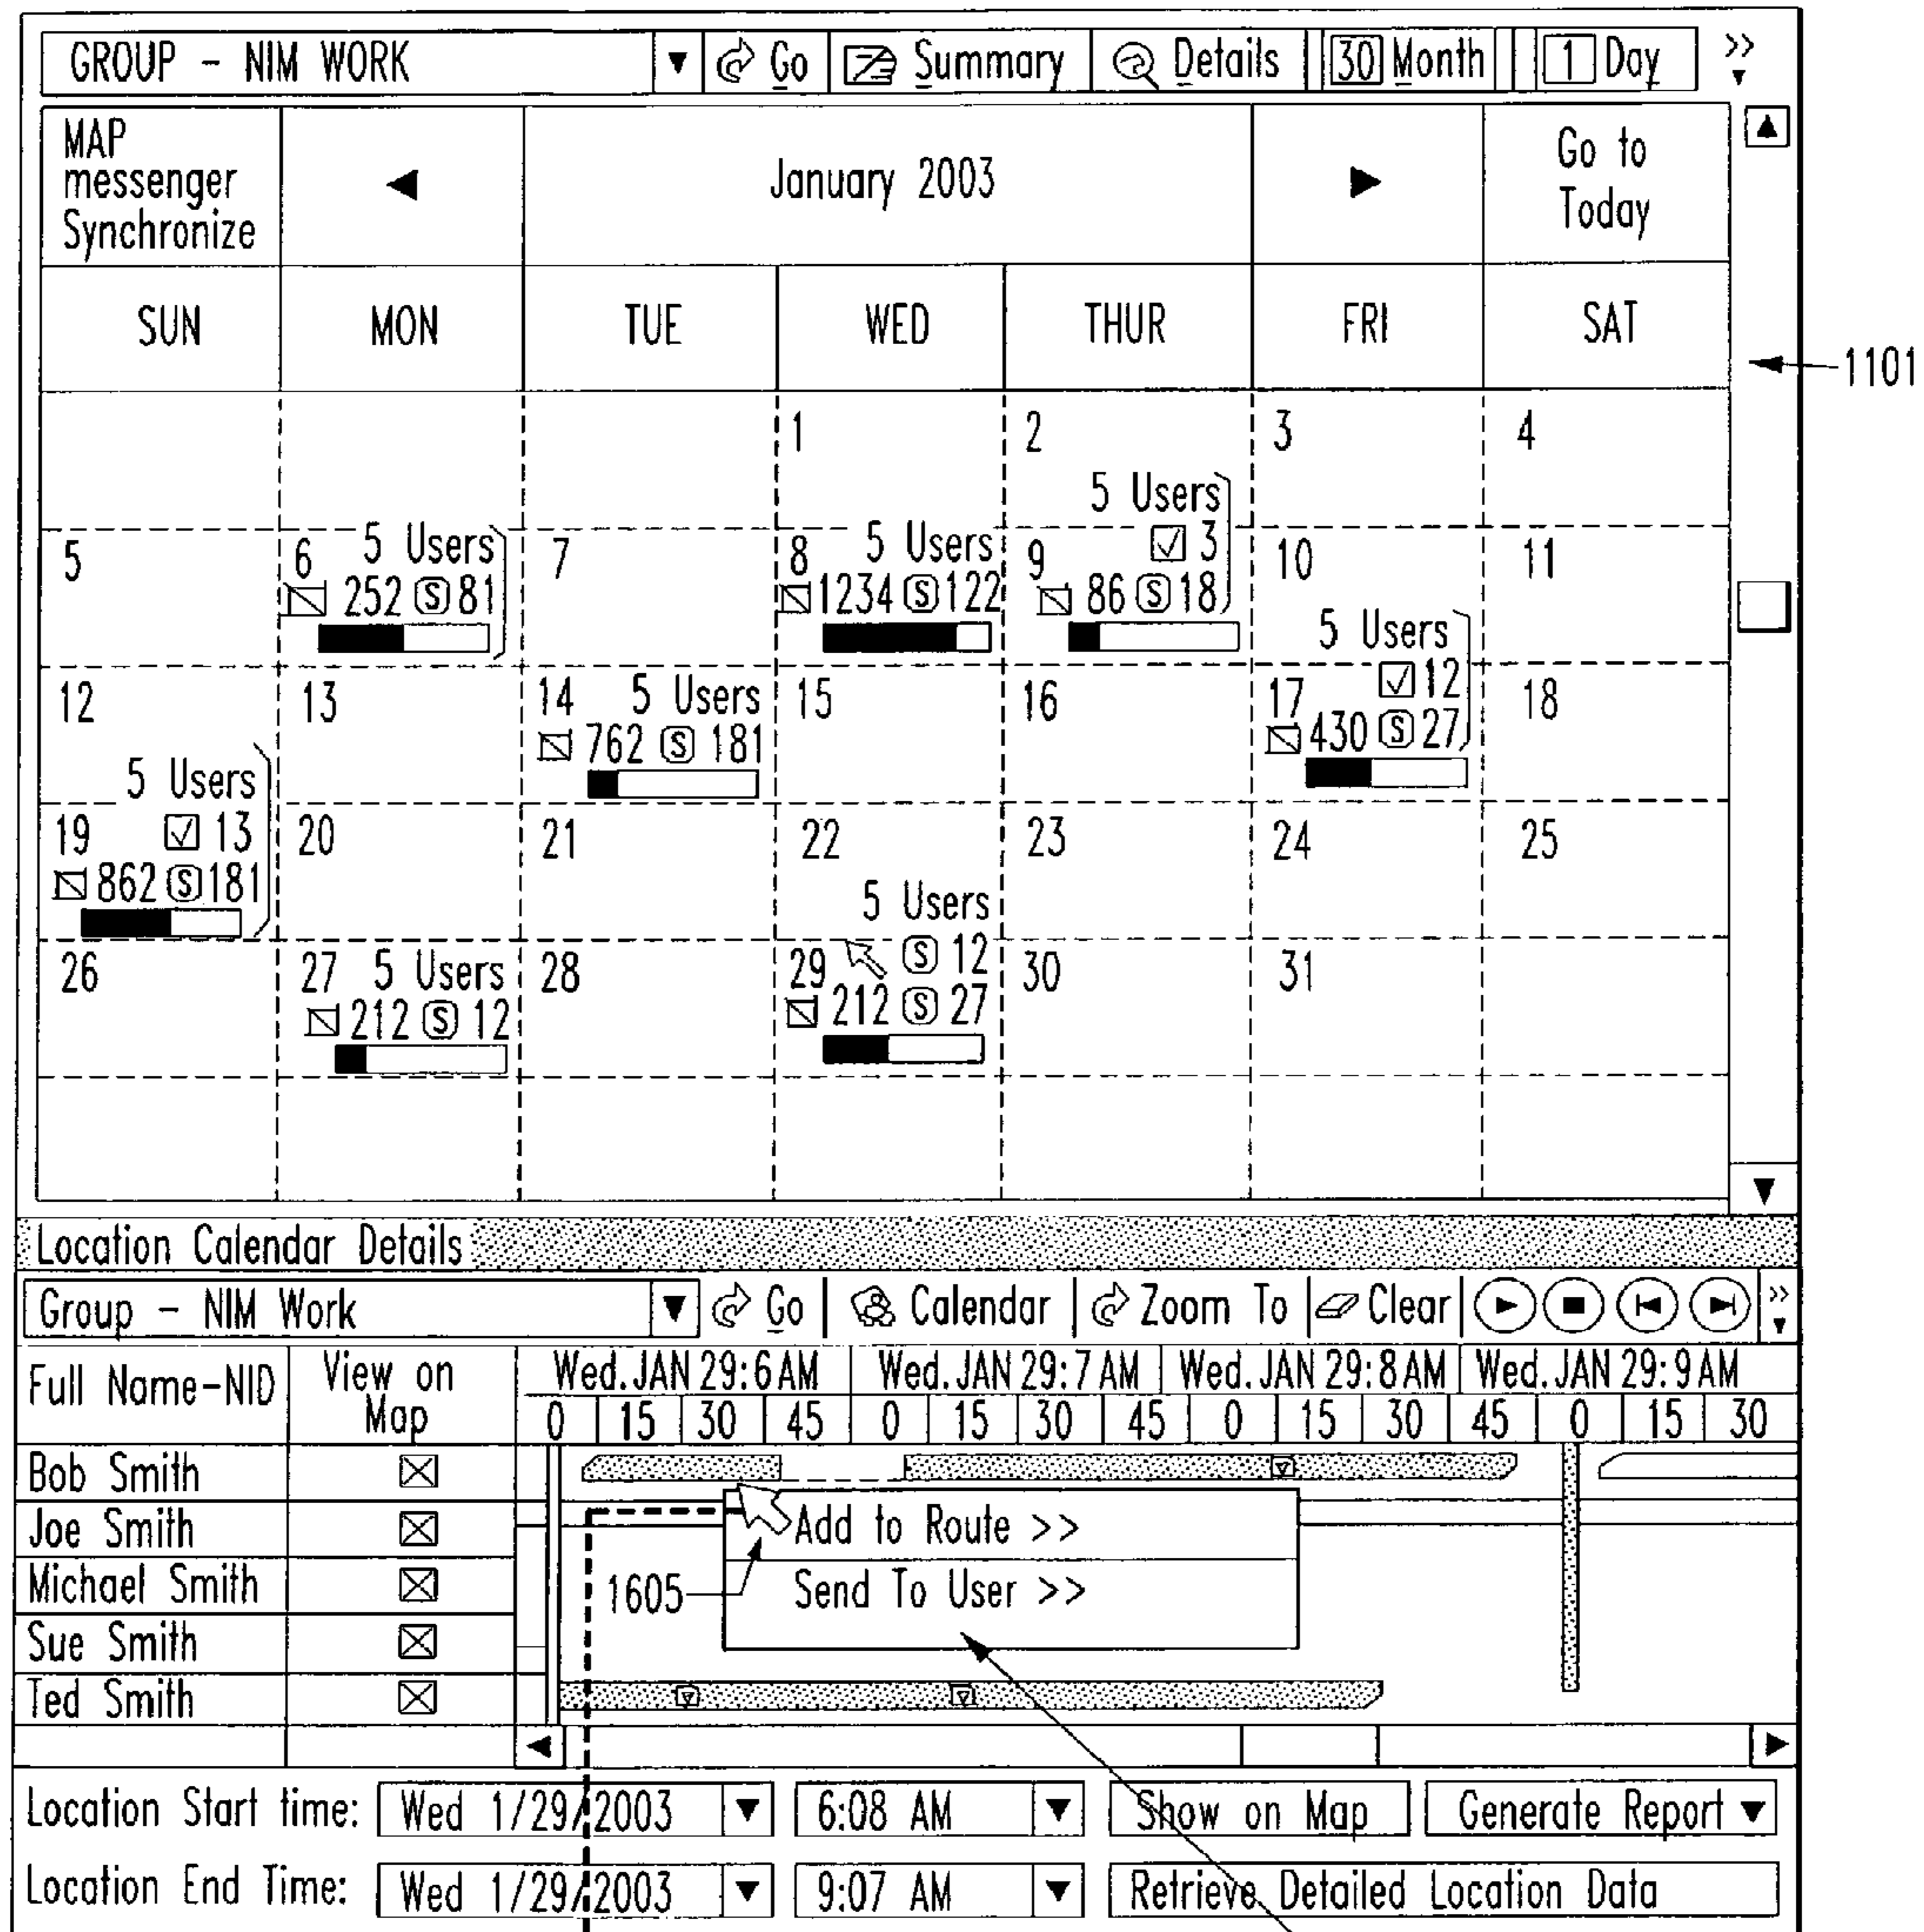 GROUP - NIM WORK Go Summary Details 30 Month 1 Day >>
MAP messenger Synchronize January 2003 Go to Today
SUN MON TUE WED THUR FRI SAT
1101
1 2 3 4
5 Users
5 6 5 Users 7 8 5 Users 9 3 10 11
252 S 81 1234 S 122 86 S 18
5 Users
12 13 14 5 Users 15 16 17 12 18
762 S 181 430 S 27
5 Users
19 13 20 21 22 23 24 25
862 S 181
5 Users
26 27 5 Users 28 29 S 12 30 31
212 S 12 212 S 27
Location Calendar Details
Group - NIM Work Go Calendar Zoom To Clear >>
Full Name-NID View on Map Wed. JAN 29:6 AM Wed. JAN 29:7 AM Wed. JAN 29:8 AM Wed. JAN 29:9 AM
0 15 30 45 0 15 30 45 0 15 30 45 0 15 30
Bob Smith
Joe Smith
Add to Route >>
Michael Smith
1605
Send To User >>
Sue Smith
Ted Smith
Location Start time: Wed 1/29/2003 6:08 AM Show on Map Generate Report
Location End Time: Wed 1/29/2003 9:07 AM Retrieve Detailed Location Data